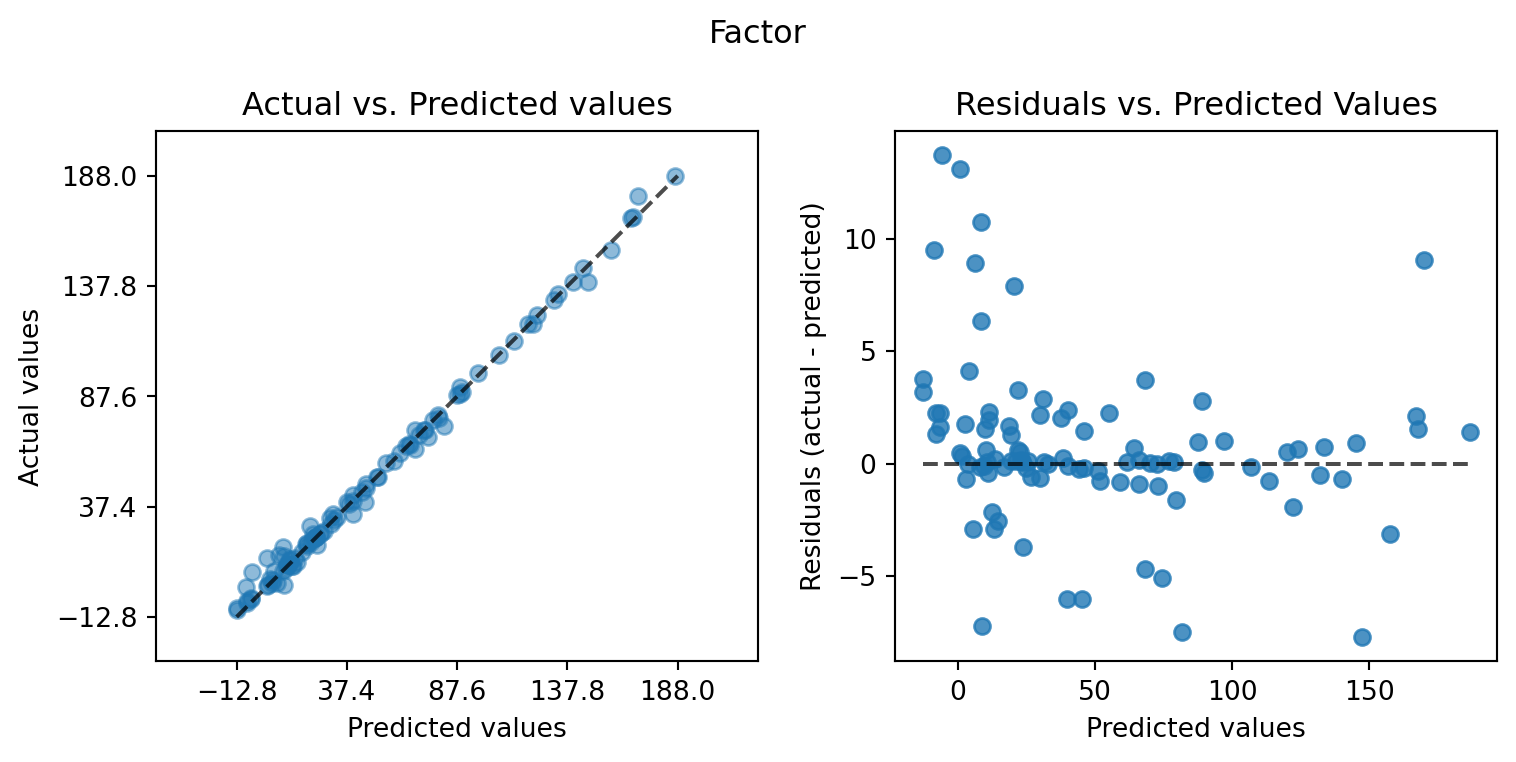 Factor
Actual vs. Predicted values
Actual values
188.0
137.8
87.6
37.4
−12.8
−12.8 37.4 87.6 137.8 188.0
Predicted values
Residuals vs. Predicted Values
Residuals (actual - predicted)
10
5
0
−5
0 50 100 150
Predicted values